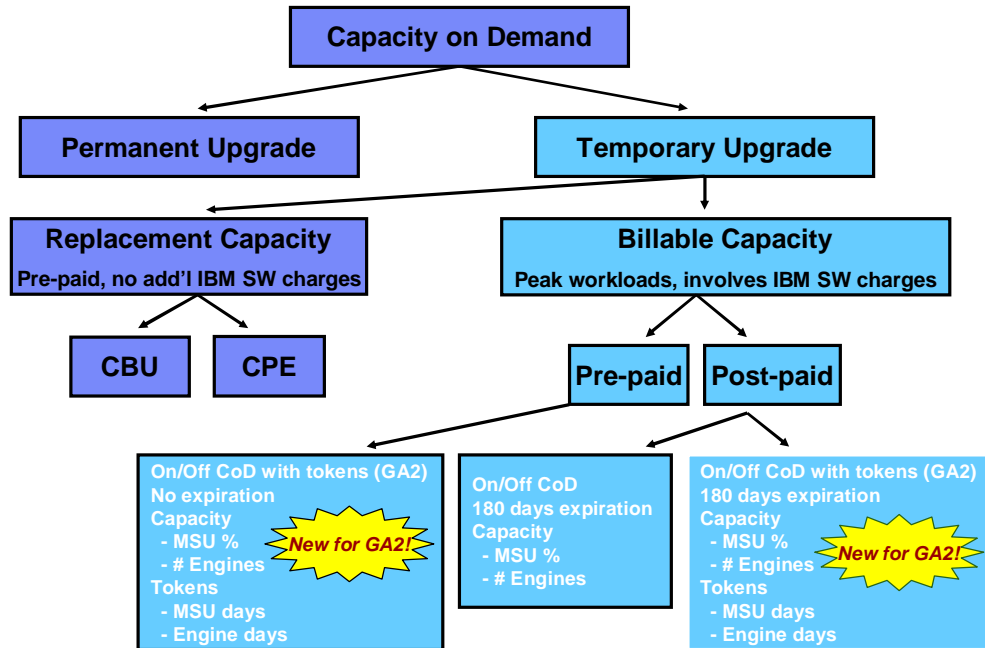 Capacity on Demand
Permanent Upgrade
Temporary Upgrade
Replacement Capacity
Pre-paid, no add’l IBM SW charges
Billable Capacity
Peak workloads, involves IBM SW charges
CBU
CPE
Pre-paid
Post-paid
On/Off CoD with tokens (GA2)
No expiration
Capacity
- MSU %
- # Engines
Tokens
- MSU days
- Engine days
New for GA2!
On/Off CoD
180 days expiration
Capacity
- MSU %
- # Engines
On/Off CoD with tokens (GA2)
180 days expiration
Capacity
- MSU %
- # Engines
Tokens
- MSU days
- Engine days
New for GA2!